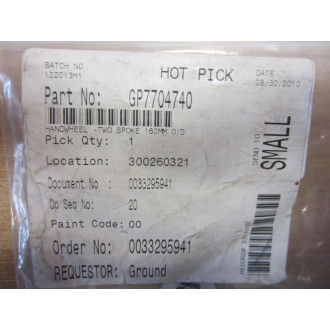 BATCH NO
122013H1
HOT PICK
DATE
08/30/2010
Part No: GP7704740
HANDWHEEL -TWO SPOKE 160MM O/D
Pick Qty: 1
Location: 300260321
Document No : 0033295941
Op Seq No: 20
Paint Code: 00
Order No: 0033295941
REQUESTOR: Ground
SEND TO
SMALL